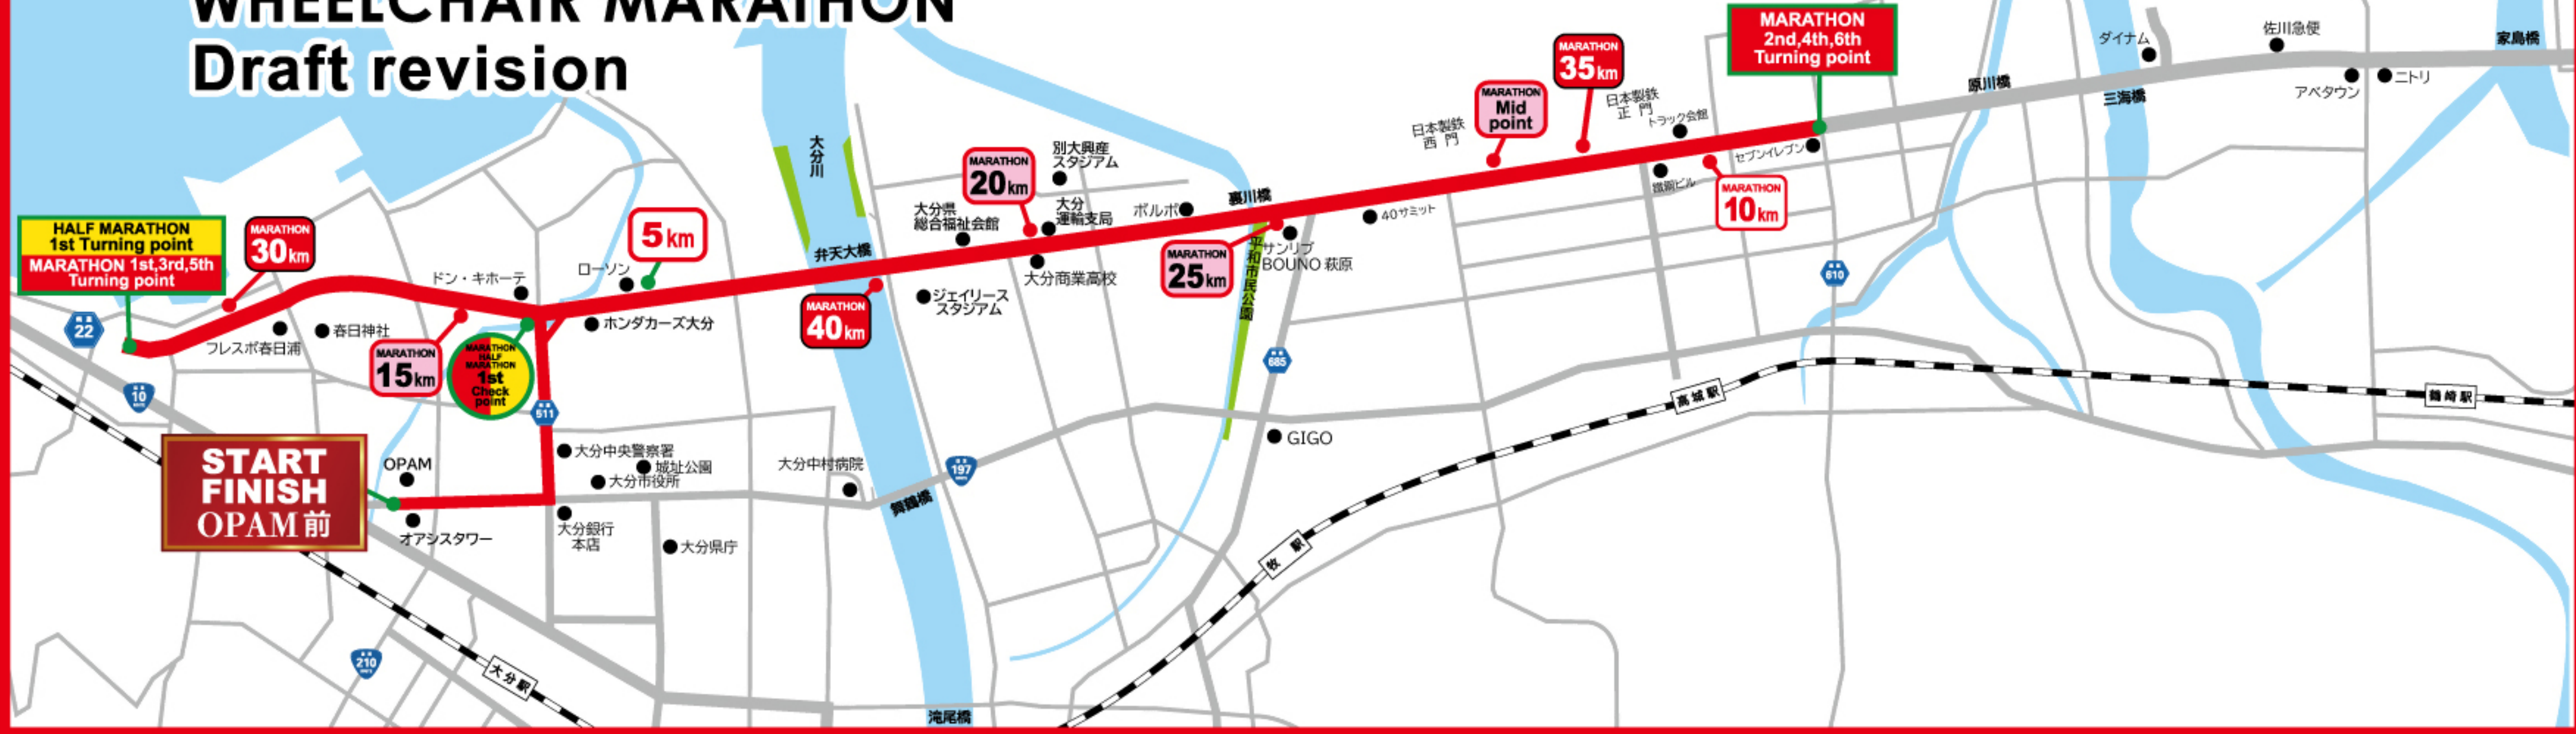 WHEELCHAIR MARATHON
Draft revision
HALF MARATHON
1st Turning point
MARATHON 1st,3rd,5th
Turning point
MARATHON
30km
22
フレスポ春日浦
春日神社
10
ドン・キホーテ
MARATHON
15km
MARATHON
HALF
MARATHON
1st
Check
point
ローソン
5km
ホンダカーズ大分
511
START
FINISH
OPAM前
OPAM
オアシスタワー
大分中央警察署
城址公園
大分市役所
大分銀行
本店
大分県庁
大分中村病院
210
大分駅
大分川
弁天大橋
MARATHON
40km
舞鶴橋
滝尾橋
197
大分県
総合福祉会館
MARATHON
20km
別大興産
スタジアム
大分
運輸支局
大分商業高校
ジェイリース
スタジアム
ボルボ
裏川橋
MARATHON
25km
平和市民公園
サンリブ
BOUNO 萩原
685
GIGO
牧駅
40サミット
日本製鉄
西門
MARATHON
Mid
point
MARATHON
35km
日本製鉄
正門
トラック会館
鐵鋼ビル
MARATHON
10km
セブンイレブン
MARATHON
2nd,4th,6th
Turning point
610
高城駅
原川橋
三海橋
ダイナム
佐川急便
アベタウン
ニトリ
家島橋
鶴崎駅